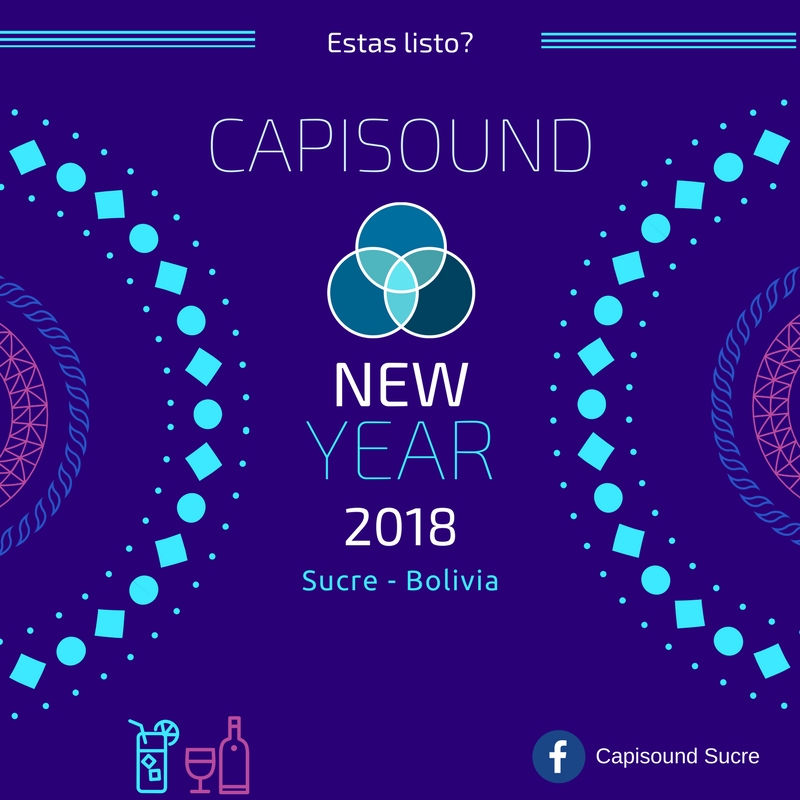 Estas listo?
CAPISOUND
NEW
YEAR
2018
Sucre - Bolivia
f Capisound Sucre